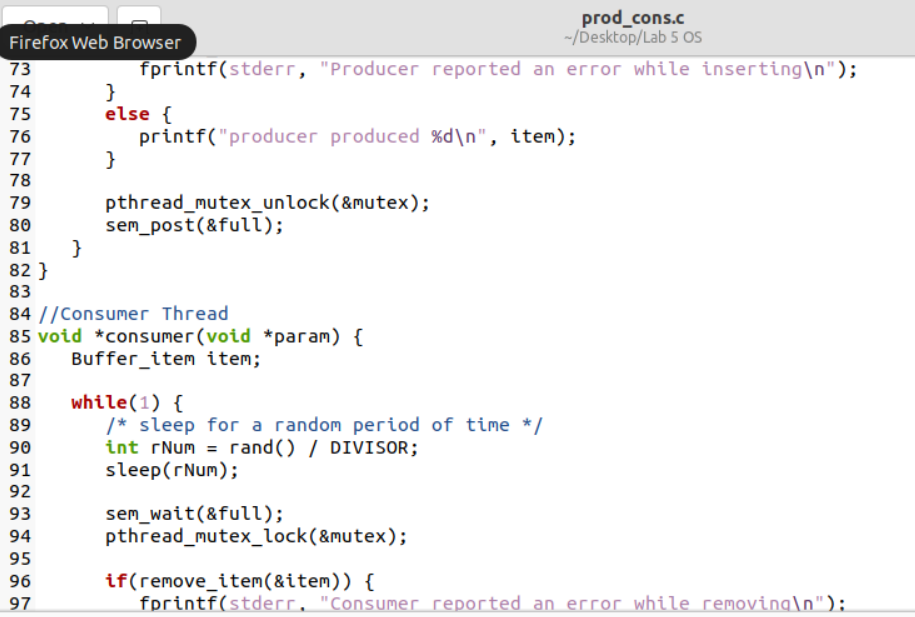 prod_cons.c
~/Desktop/Lab 5 OS
Firefox Web Browser
73 fprintf(stderr, "Producer reported an error while inserting\n");
74 }
75 else {
76 printf("producer produced %d\n", item);
77 }
78
79 pthread_mutex_unlock(&mutex);
80 sem_post(&full);
81 }
82 }
83
84 //Consumer Thread
85 void *consumer(void *param) {
86 Buffer_item item;
87
88 while(1) {
89 /* sleep for a random period of time */
90 int rNum = rand() / DIVISOR;
91 sleep(rNum);
92
93 sem_wait(&full);
94 pthread_mutex_lock(&mutex);
95
96 if(remove_item(&item)) {
97 fprintf(stderr, "Consumer reported an error while removing\n");